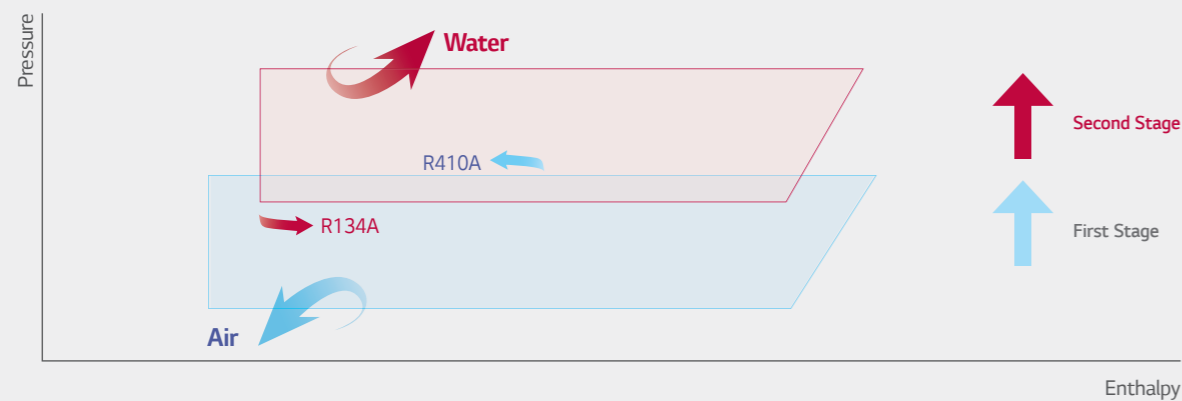 Pressure
Water
Second Stage
R410A
R134A
First Stage
Air
Enthalpy